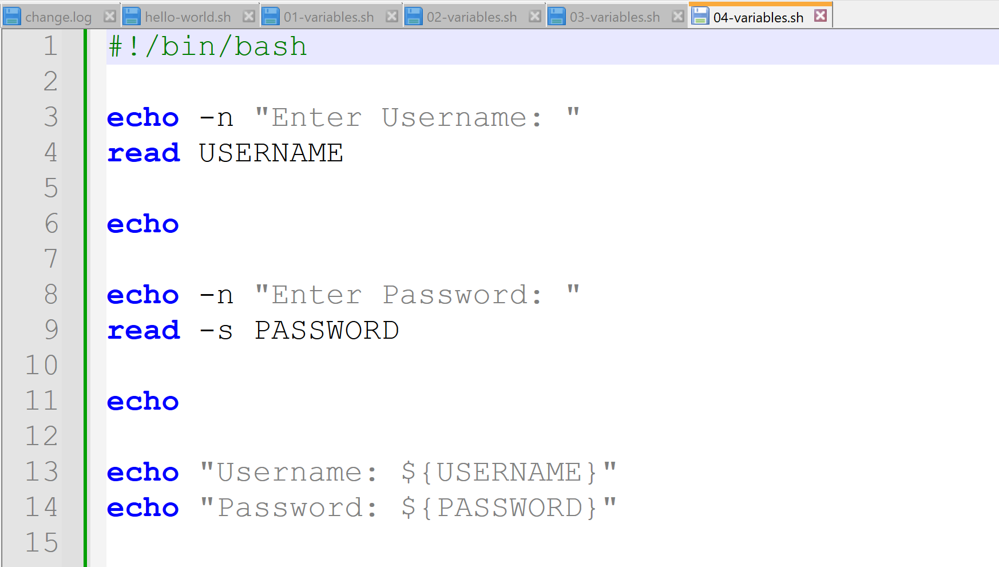 change.log hello-world.sh 01-variables.sh 02-variables.sh 03-variables.sh 04-variables.sh
1 #!/bin/bash
2
3 echo -n "Enter Username: "
4 read USERNAME
5
6 echo
7
8 echo -n "Enter Password: "
9 read -s PASSWORD
10
11 echo
12
13 echo "Username: ${USERNAME}"
14 echo "Password: ${PASSWORD}"
15